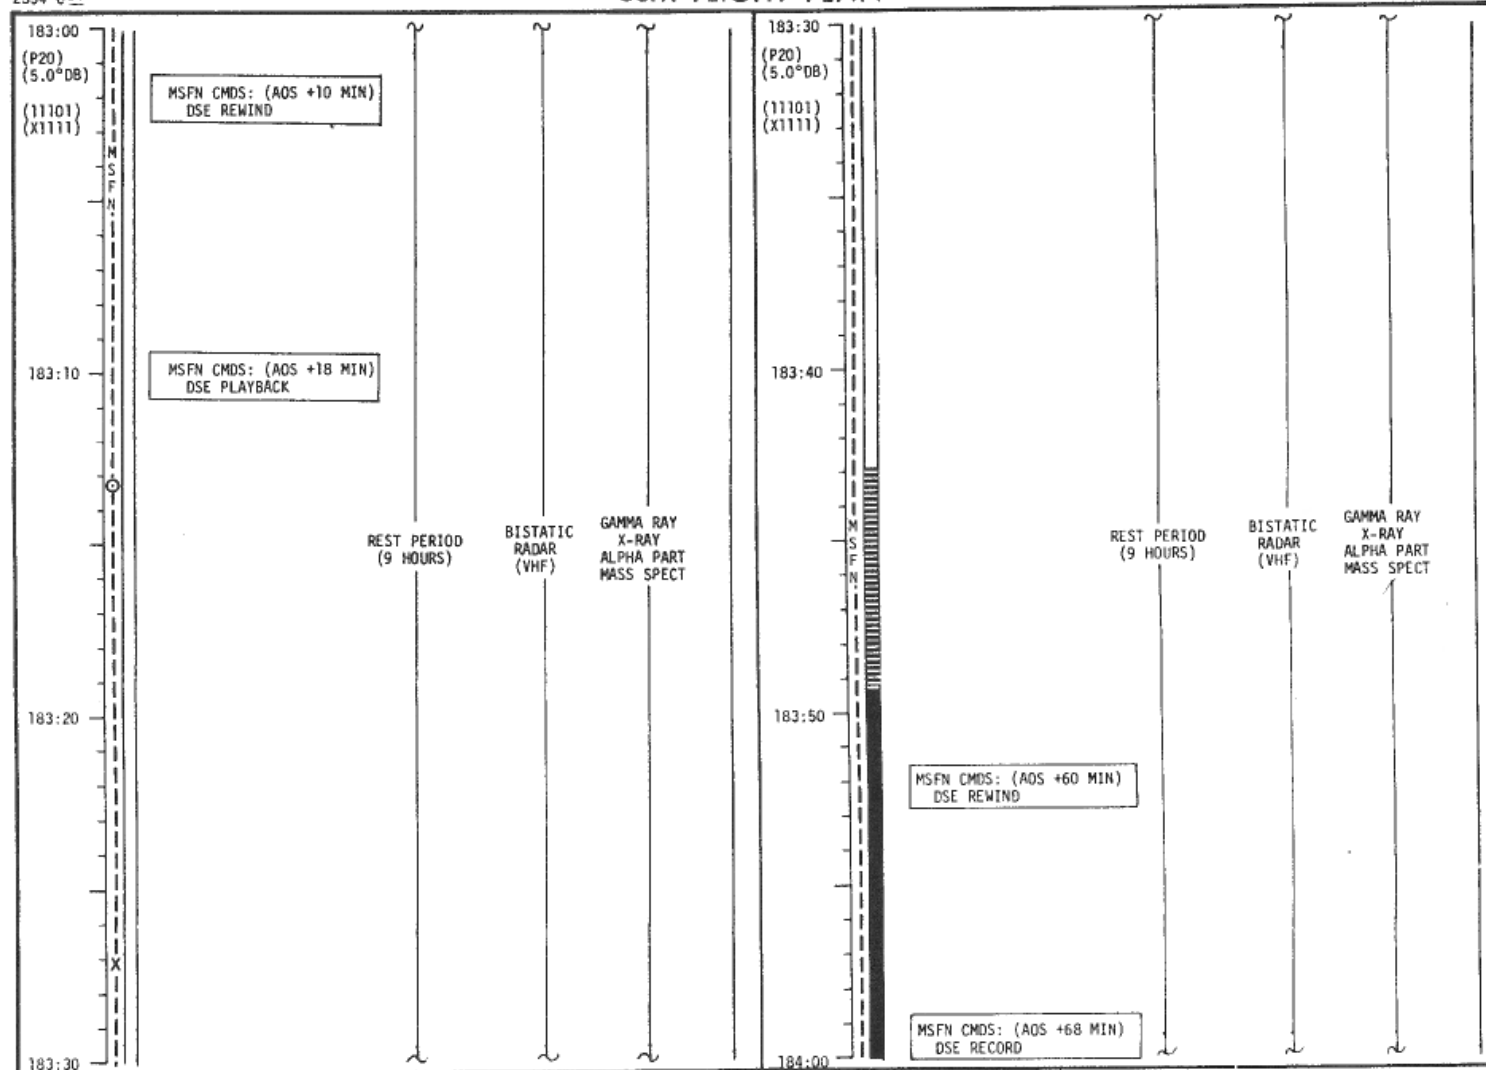 183:00
(P20)
(5.0°DB)
(11101)
(X1111)
MSFN
MSFN CMDS: (AOS +10 MIN)
DSE REWIND
183:10
MSFN CMDS: (AOS +18 MIN)
DSE PLAYBACK
REST PERIOD
(9 HOURS)
BISTATIC
RADAR
(VHF)
GAMMA RAY
X-RAY
ALPHA PART
MASS SPECT
183:20
X
183:30
183:30
(P20)
(5.0°DB)
(11101)
(X1111)
183:40
MSFN
REST PERIOD
(9 HOURS)
BISTATIC
RADAR
(VHF)
GAMMA RAY
X-RAY
ALPHA PART
MASS SPECT
183:50
MSFN CMDS: (AOS +60 MIN)
DSE REWIND
MSFN CMDS: (AOS +68 MIN)
DSE RECORD
184:00